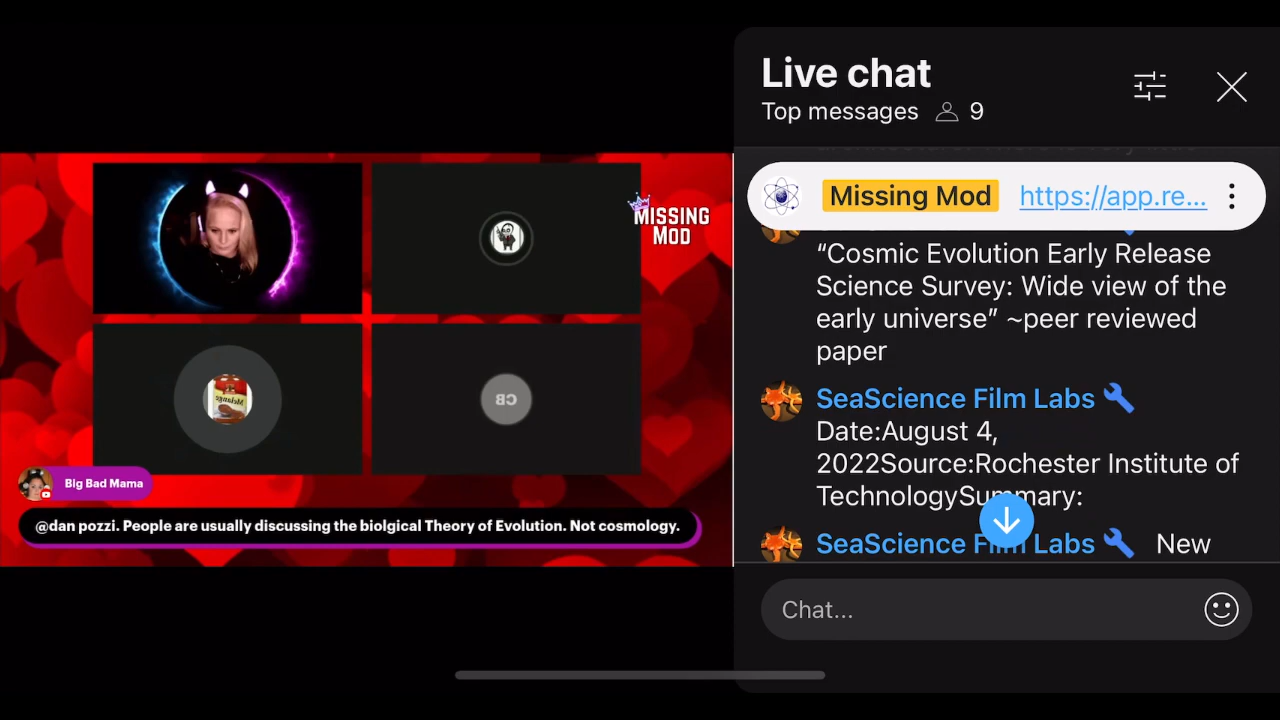 MISSING
MOD
CB
Big Bad Mama
@dan pozzi. People are usually discussing the biolgical Theory of Evolution. Not cosmology.
Live chat
Top messages 9
Missing Mod https://app.re...
“Cosmic Evolution Early Release
Science Survey: Wide view of the
early universe” ~peer reviewed
paper
SeaScience Film Labs
Date:August 4,
2022Source:Rochester Institute of
TechnologySummary:
SeaScience Film Labs New
Chat...